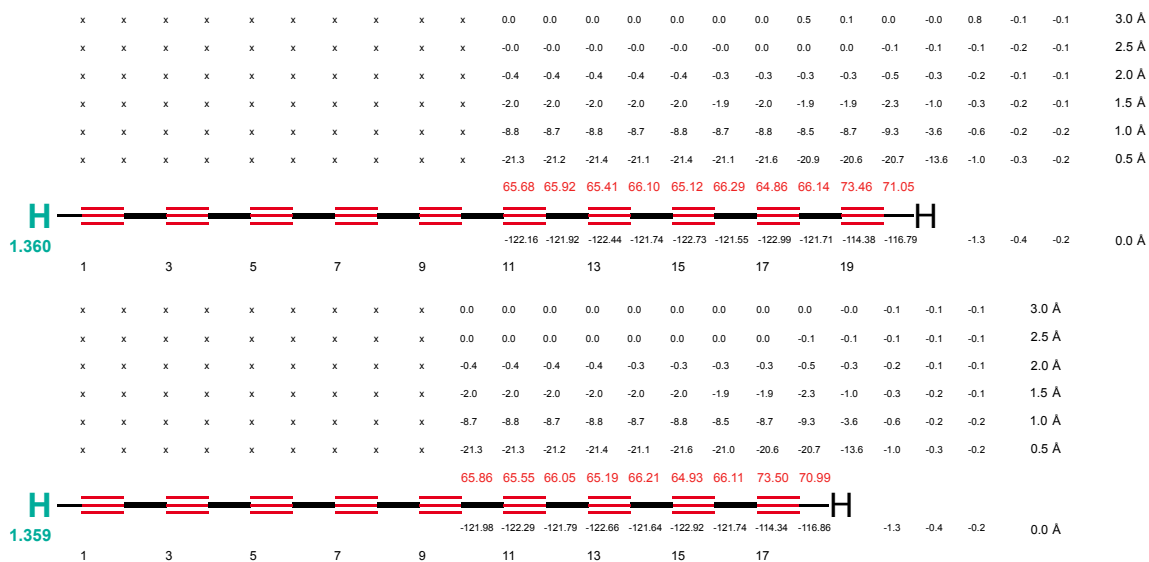 x x x x x x x x x x 0.0 0.0 0.0 0.0 0.0 0.0 0.0 0.5 0.1 0.0 -0.0 0.8 -0.1 -0.1 3.0 Å
x x x x x x x x x x -0.0 -0.0 -0.0 -0.0 -0.0 -0.0 0.0 0.0 0.0 -0.1 -0.1 -0.1 -0.2 -0.1 2.5 Å
x x x x x x x x x x -0.4 -0.4 -0.4 -0.4 -0.4 -0.3 -0.3 -0.3 -0.3 -0.5 -0.3 -0.2 -0.1 -0.1 2.0 Å
x x x x x x x x x x -2.0 -2.0 -2.0 -2.0 -2.0 -1.9 -2.0 -1.9 -1.9 -2.3 -1.0 -0.3 -0.2 -0.1 1.5 Å
x x x x x x x x x x -8.8 -8.7 -8.8 -8.7 -8.8 -8.7 -8.8 -8.5 -8.7 -9.3 -3.6 -0.6 -0.2 -0.2 1.0 Å
x x x x x x x x x x -21.3 -21.2 -21.4 -21.1 -21.4 -21.1 -21.6 -20.9 -20.6 -20.7 -13.6 -1.0 -0.3 -0.2 0.5 Å
65.68 65.92 65.41 66.10 65.12 66.29 64.86 66.14 73.46 71.05
H H
1.360 -122.16 -121.92 -122.44 -121.74 -122.73 -121.55 -122.99 -121.71 -114.38 -116.79 -1.3 -0.4 -0.2 0.0 Å
1 3 5 7 9 11 13 15 17 19
x x x x x x x x x 0.0 0.0 0.0 0.0 0.0 0.0 0.0 0.0 0.0 -0.0 -0.1 -0.1 -0.1 3.0 Å
x x x x x x x x x 0.0 0.0 0.0 0.0 0.0 0.0 0.0 0.0 -0.1 -0.1 -0.1 -0.1 -0.1 2.5 Å
x x x x x x x x x -0.4 -0.4 -0.4 -0.4 -0.3 -0.3 -0.3 -0.3 -0.5 -0.3 -0.2 -0.1 -0.1 2.0 Å
x x x x x x x x x -2.0 -2.0 -2.0 -2.0 -2.0 -2.0 -1.9 -1.9 -2.3 -1.0 -0.3 -0.2 -0.1 1.5 Å
x x x x x x x x x -8.7 -8.8 -8.7 -8.8 -8.7 -8.8 -8.5 -8.7 -9.3 -3.6 -0.6 -0.2 -0.2 1.0 Å
x x x x x x x x x -21.3 -21.3 -21.2 -21.4 -21.1 -21.6 -21.0 -20.6 -20.7 -13.6 -1.0 -0.3 -0.2 0.5 Å
65.86 65.55 66.05 65.19 66.21 64.93 66.11 73.50 70.99
H H
1.359 -121.98 -122.29 -121.79 -122.66 -121.64 -122.92 -121.74 -114.34 -116.86 -1.3 -0.4 -0.2 0.0 Å
1 3 5 7 9 11 13 15 17